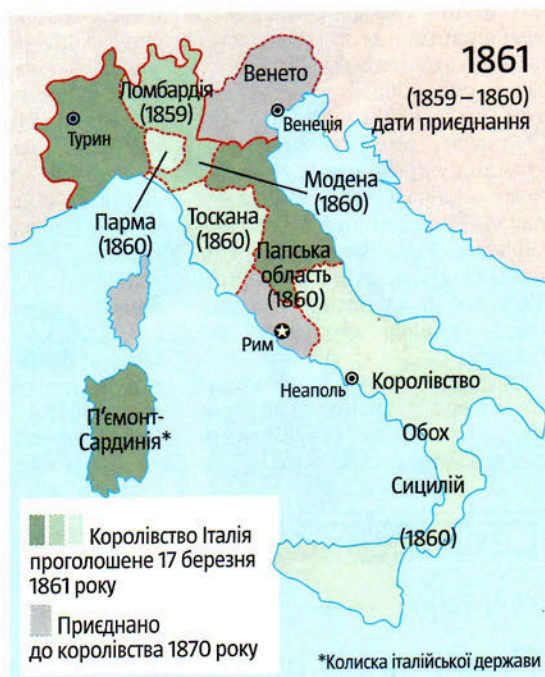 1861
(1859 – 1860)
дати приєднання
Ломбардія
(1859)
Венето
Турин
Венеція
Парма
(1860)
Тоскана
(1860)
Модена
(1860)
Папська
область
(1860)
Рим
Неаполь
Королівство
Обох
Сицилій
(1860)
П'ємонт-
Сардинія*
Королівство Італія
проголошене 17 березня
1861 року
Приєднано
до королівства 1870 року
*Колиска італійської держави